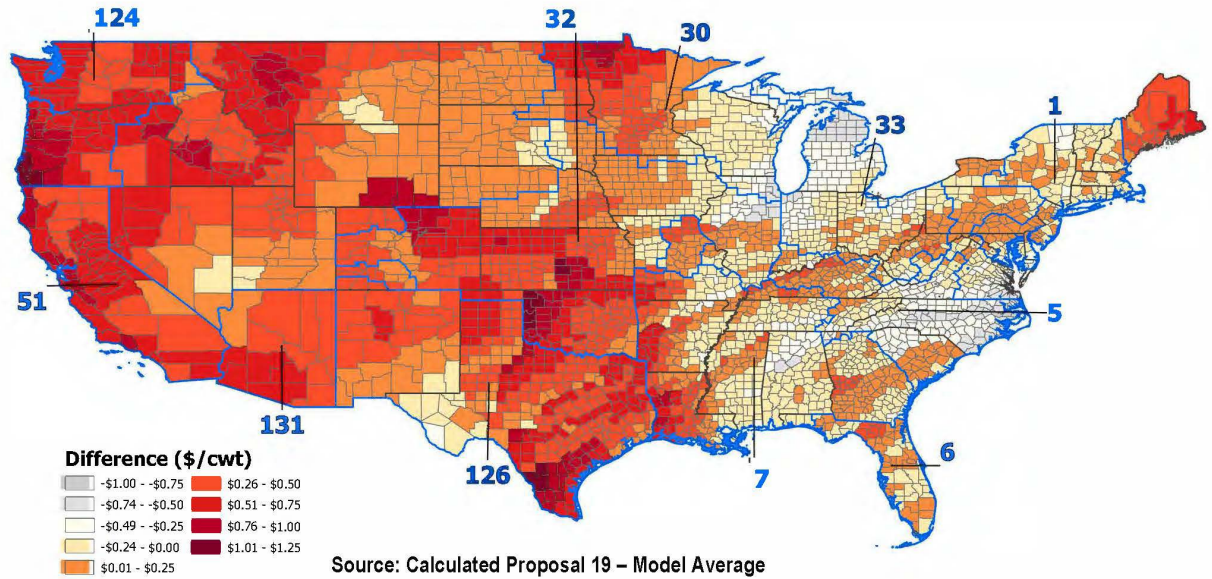 124
32
30
1
33
51
5
131
126
7
6
Difference ($/cwt)
-$1.00 - -$0.75
$0.26 - $0.50
-$0.74 - -$0.50
$0.51 - $0.75
-$0.49 - -$0.25
$0.76 - $1.00
-$0.24 - $0.00
$1.01 - $1.25
$0.01 - $0.25
Source: Calculated Proposal 19 – Model Average